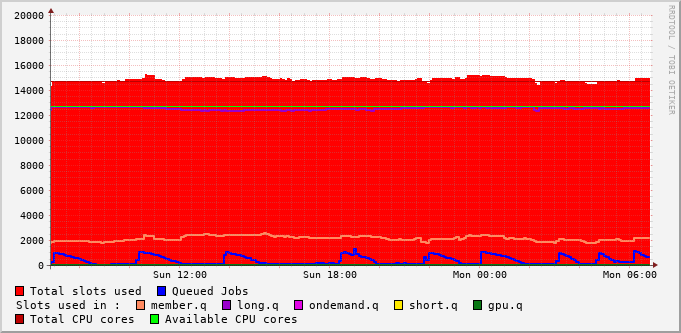 RRDTOOL / TOBI OETIKER
20000
18000
16000
14000
12000
10000
8000
6000
4000
2000
0
Sun 12:00 Sun 18:00 Mon 00:00 Mon 06:00
Total slots used Queued Jobs
Slots used in : member.q long.q ondemand.q short.q gpu.q
Total CPU cores Available CPU cores